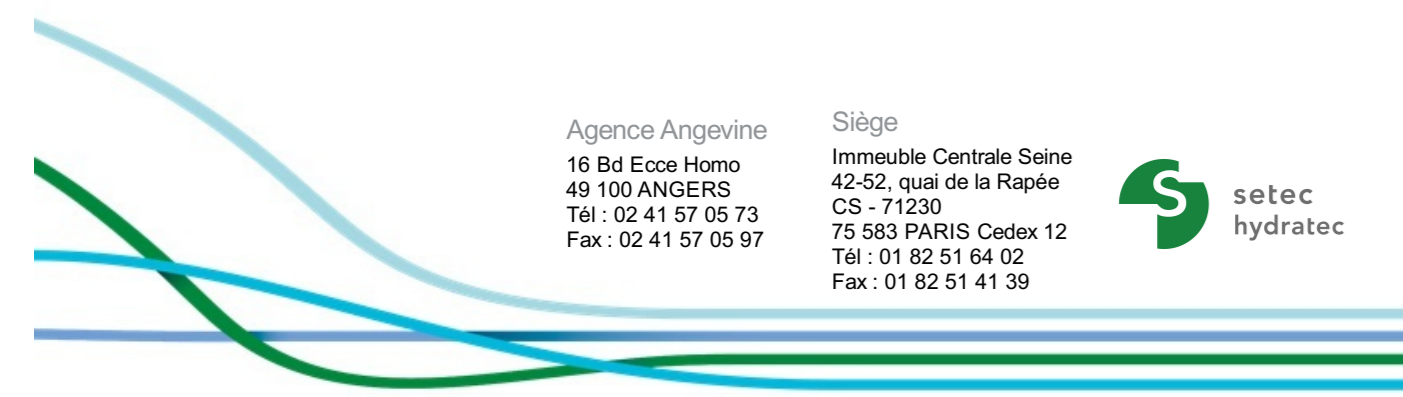 Agence Angevine
16 Bd Ecce Homo
49 100 ANGERS
Tél : 02 41 57 05 73
Fax : 02 41 57 05 97
Siège
Immeuble Centrale Seine
42-52, quai de la Rapée
CS - 71230
75 583 PARIS Cedex 12
Tél : 01 82 51 64 02
Fax : 01 82 51 41 39
setec
hydratec